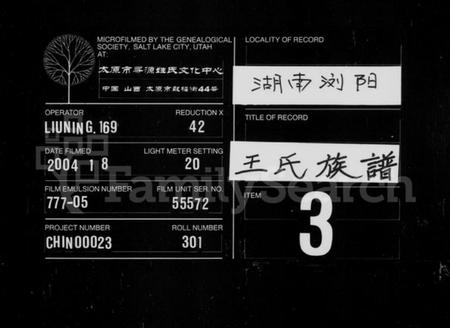 MICROFILMED BY THE GENEALOGICAL
SOCIETY, SALT LAKE CITY, UTAH
AT:
太原市寻源姓氏文化中心
中国 山西 太原市
44号
OPERATOR
LIUNING.169
REDUCTION X
42
DATE FILMED
2004 1 8
LIGHT METER SETTING
20
FILM EMULSION NUMBER
777-05
FILM UNIT SER. NO.
55572
PROJECT NUMBER
CHIN00023
ROLL NUMBER
301
LOCALITY OF RECORD
湖南浏阳
TITLE OF RECORD
王氏族譜
ITEM
3
FamilySearch